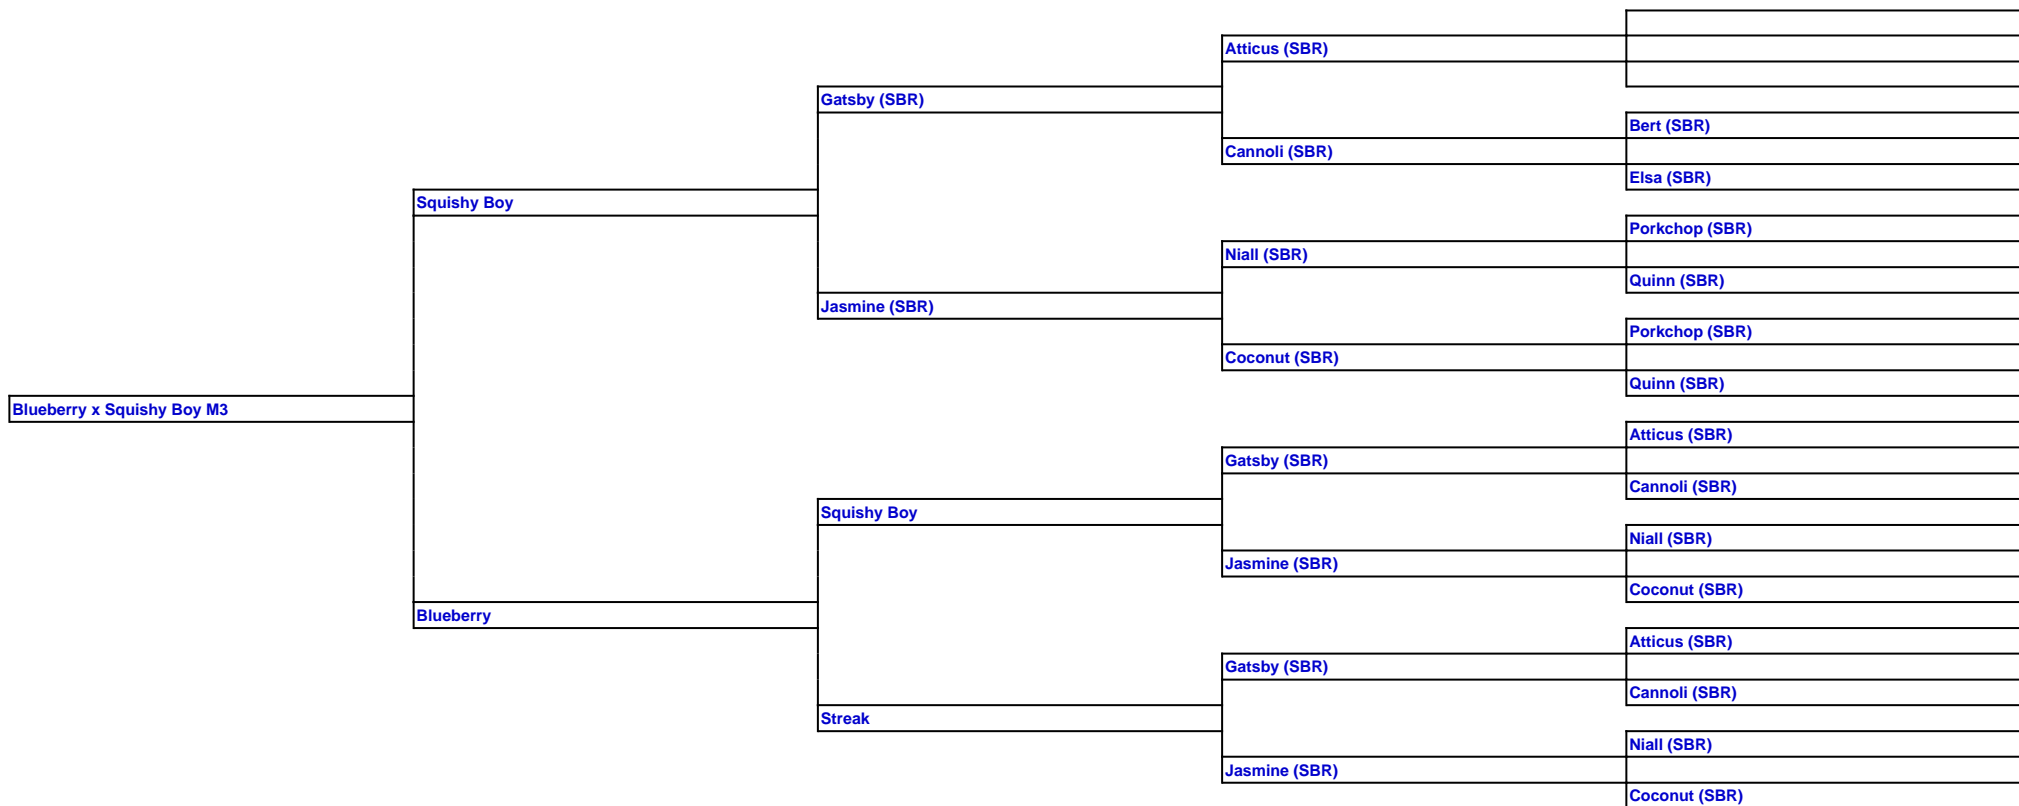 Atticus (SBR)
Gatsby (SBR)
Bert (SBR)
Cannoli (SBR)
Elsa (SBR)
Squishy Boy
Porkchop (SBR)
Niall (SBR)
Quinn (SBR)
Jasmine (SBR)
Porkchop (SBR)
Coconut (SBR)
Quinn (SBR)
Blueberry x Squishy Boy M3
Atticus (SBR)
Gatsby (SBR)
Cannoli (SBR)
Squishy Boy
Niall (SBR)
Jasmine (SBR)
Coconut (SBR)
Blueberry
Atticus (SBR)
Gatsby (SBR)
Cannoli (SBR)
Streak
Niall (SBR)
Jasmine (SBR)
Coconut (SBR)